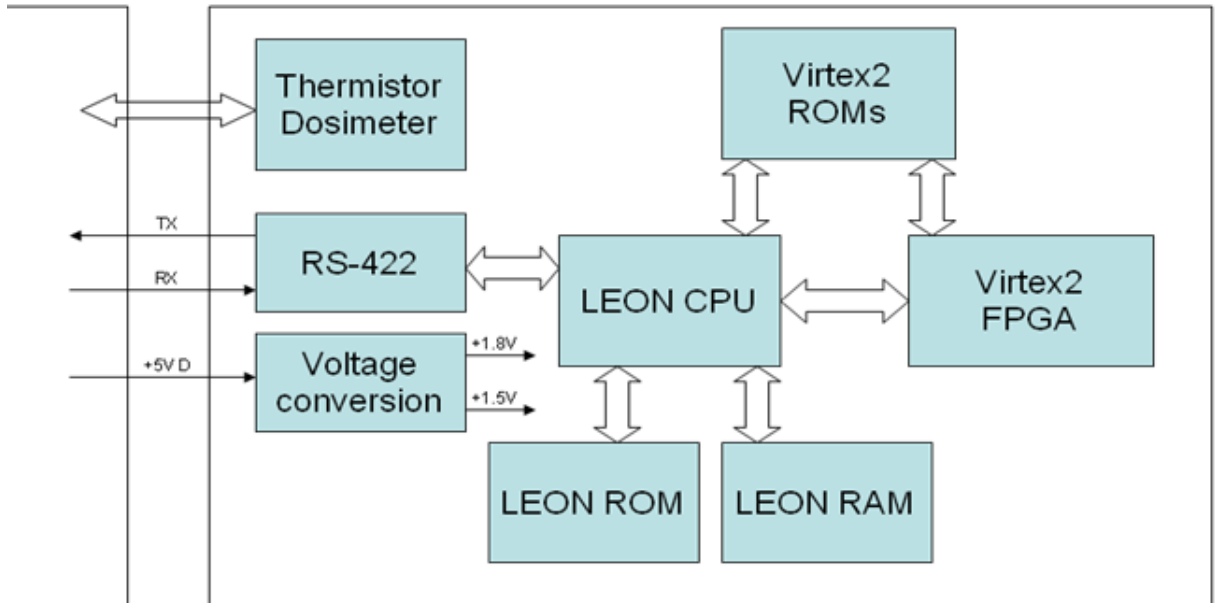 Thermistor
Dosimeter
Virtex2
ROMs
TX
RS-422
RX
LEON CPU
Virtex2
FPGA
+5V D
Voltage
conversion
+1.8V
+1.5V
LEON ROM
LEON RAM